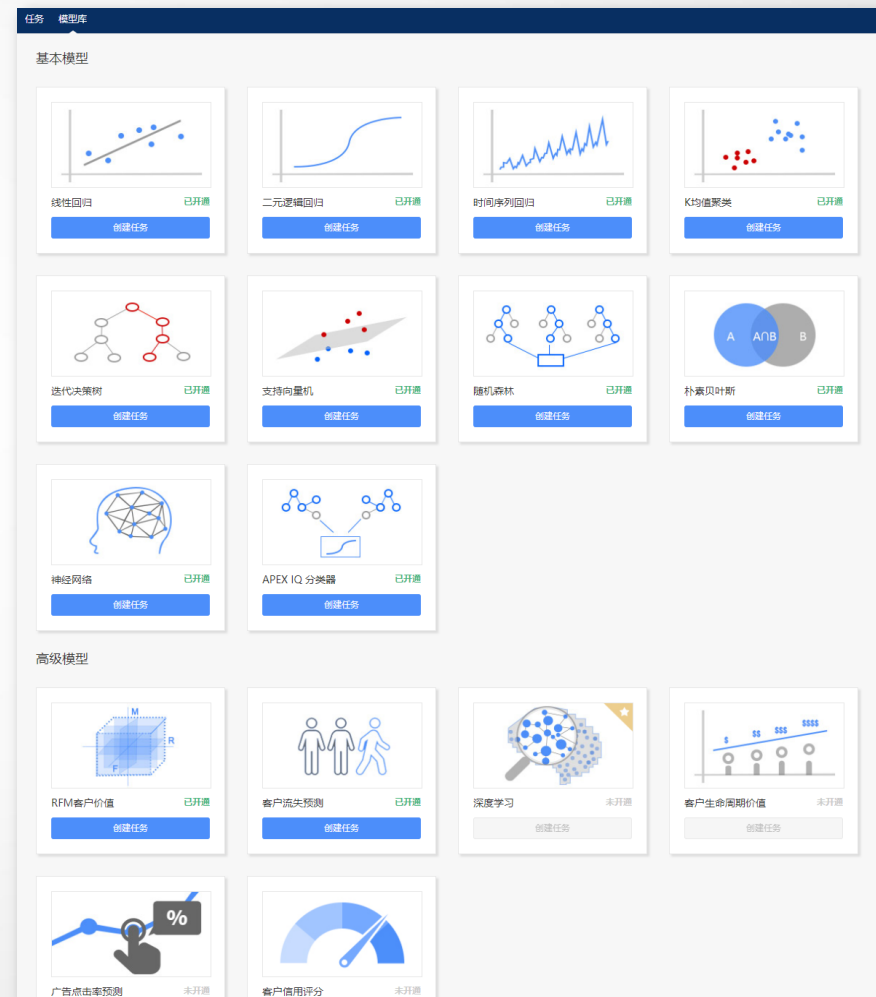 任务 模型库
基本模型
线性回归 已开通
创建任务
二元逻辑回归 已开通
创建任务
时间序列回归 已开通
创建任务
K均值聚类 已开通
创建任务
迭代决策树 已开通
创建任务
支持向量机 已开通
创建任务
随机森林 已开通
创建任务
A A∩B B
朴素贝叶斯 已开通
创建任务
神经网络 已开通
创建任务
APEX IQ 分类器 已开通
创建任务
高级模型
M
R
F
RFM客户价值 已开通
创建任务
客户流失预测 已开通
创建任务
深度学习 未开通
创建任务
$ $$ $$$ $$$$
客户生命周期价值 未开通
创建任务
%
广告点击率预测 未开通
客户信用评分 未开通